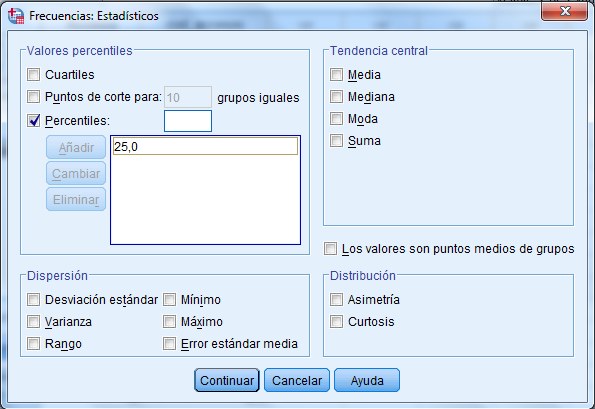 Frecuencias: Estadísticos
Valores percentiles
Cuartiles
Puntos de corte para: 10 grupos iguales
Percentiles:
Añadir
Cambiar
Eliminar
25,0
Tendencia central
Media
Mediana
Moda
Suma
Los valores son puntos medios de grupos
Dispersión
Desviación estándar
Mínimo
Varianza
Máximo
Rango
Error estándar media
Distribución
Asimetría
Curtosis
Continuar
Cancelar
Ayuda